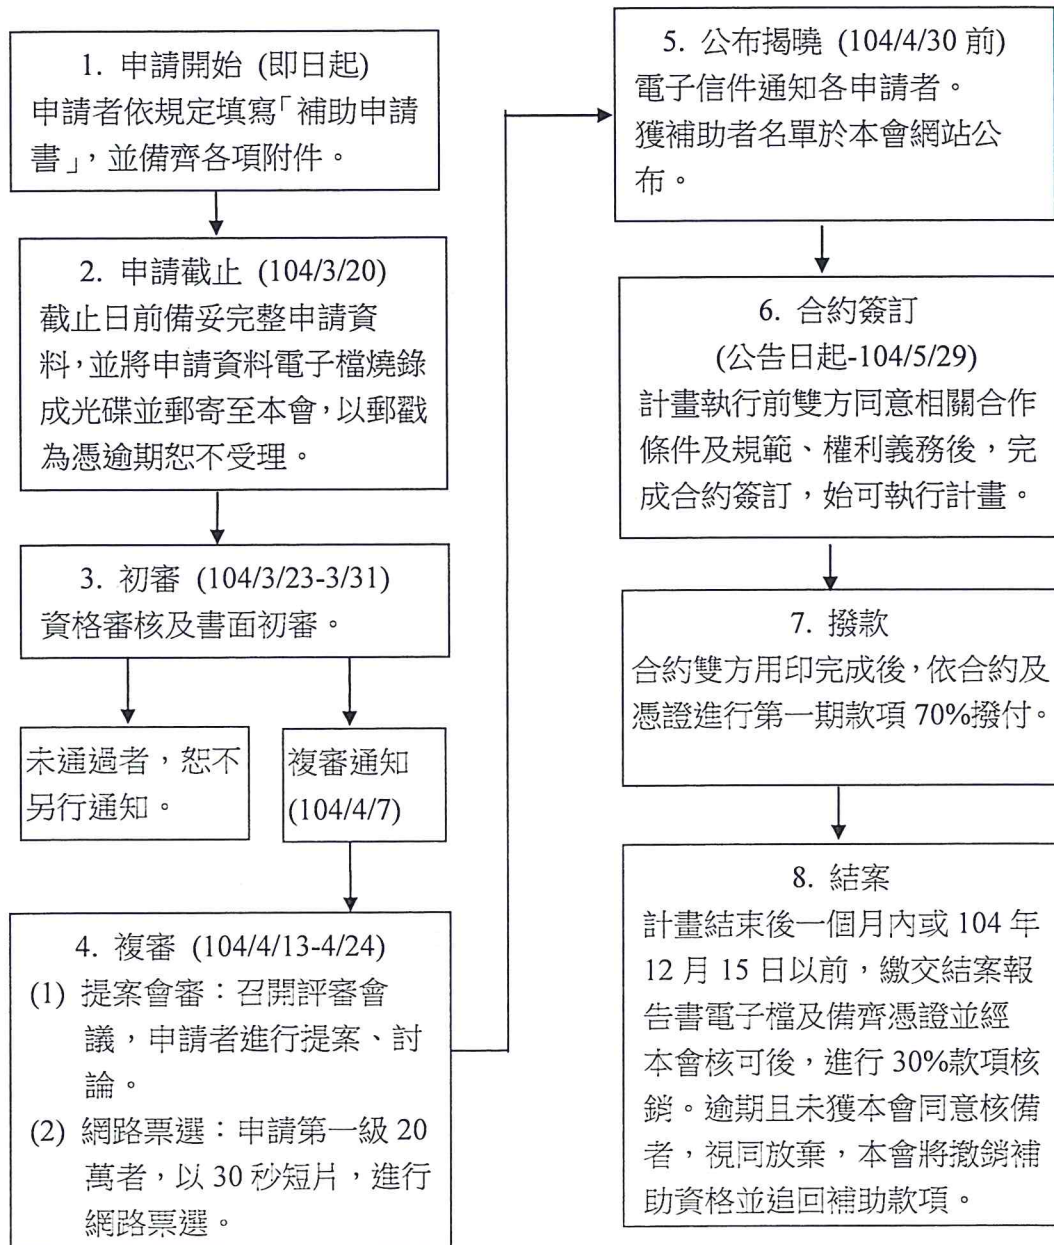 1. 申請開始 (即日起)
申請者依規定填寫「補助申請
書」，並備齊各項附件。
2. 申請截止 (104/3/20)
截止日前備妥完整申請資
料，並將申請資料電子檔燒錄
成光碟並郵寄至本會，以郵戳
為憑逾期恕不受理。
3. 初審 (104/3/23-3/31)
資格審核及書面初審。
未通過者，恕不
另行通知。
複審通知
(104/4/7)
4. 複審 (104/4/13-4/24)
(1) 提案會審：召開評審會
議，申請者進行提案、討
論。
(2) 網路票選：申請第一級 20
萬者，以 30 秒短片，進行
網路票選。
5. 公布揭曉 (104/4/30 前)
電子信件通知各申請者。
獲補助者名單於本會網站公
布。
6. 合約簽訂
(公告日起-104/5/29)
計畫執行前雙方同意相關合作
條件及規範、權利義務後，完
成合約簽訂，始可執行計畫。
7. 撥款
合約雙方用印完成後，依合約及
憑證進行第一期款項 70%撥付。
8. 結案
計畫結束後一個月內或 104 年
12 月 15 日以前，繳交結案報
告書電子檔及備齊憑證並經
本會核可後，進行 30%款項核
銷。逾期且未獲本會同意核備
者，視同放棄，本會將撤銷補
助資格並追回補助款項。